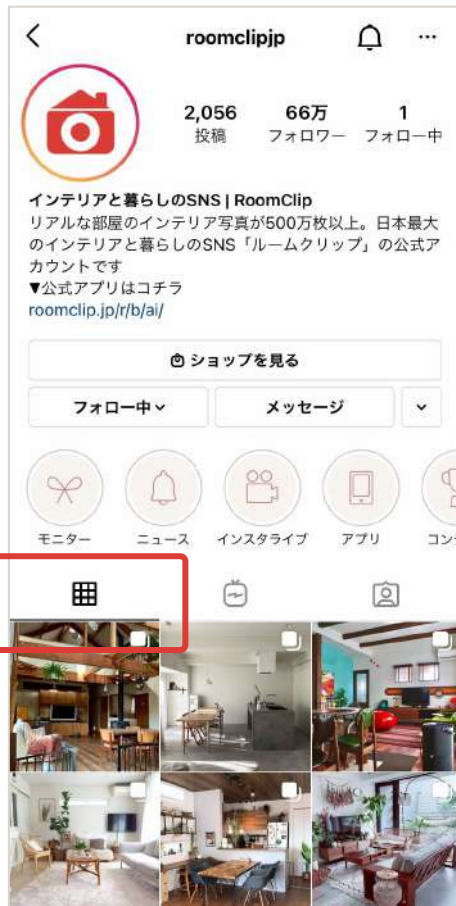 roomclipjp
2,056 66万 1
投稿 フォロワー フォロー中
インテリアと暮らしのSNS | RoomClip
リアルな部屋のインテリア写真が500万枚以上。日本最大
のインテリアと暮らしのSNS「ルームクリップ」の公式ア
カウントです
▼公式アプリはコチラ
roomclip.jp/r/b/ai/
ショップを見る
フォロー中 メッセージ
モニター ニュース インスタライブ アプリ コン